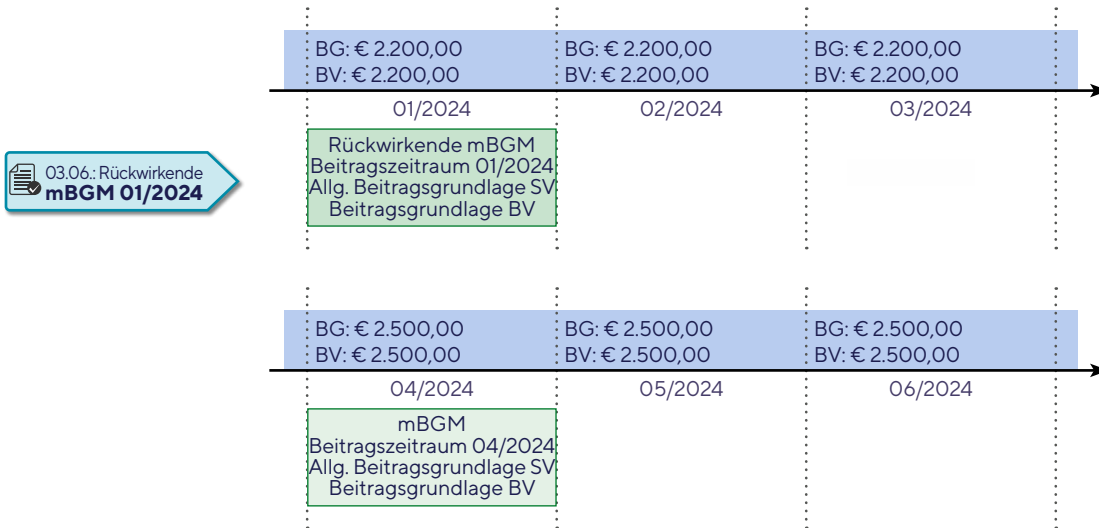 BG: € 2.200,00 BG: € 2.200,00 BG: € 2.200,00
BV: € 2.200,00 BV: € 2.200,00 BV: € 2.200,00
01/2024 02/2024 03/2024
03.06.: Rückwirkende
mBGM 01/2024
Rückwirkende mBGM
Beitragszeitraum 01/2024
Allg. Beitragsgrundlage SV
Beitragsgrundlage BV
BG: € 2.500,00 BG: € 2.500,00 BG: € 2.500,00
BV: € 2.500,00 BV: € 2.500,00 BV: € 2.500,00
04/2024 05/2024 06/2024
mBGM
Beitragszeitraum 04/2024
Allg. Beitragsgrundlage SV
Beitragsgrundlage BV